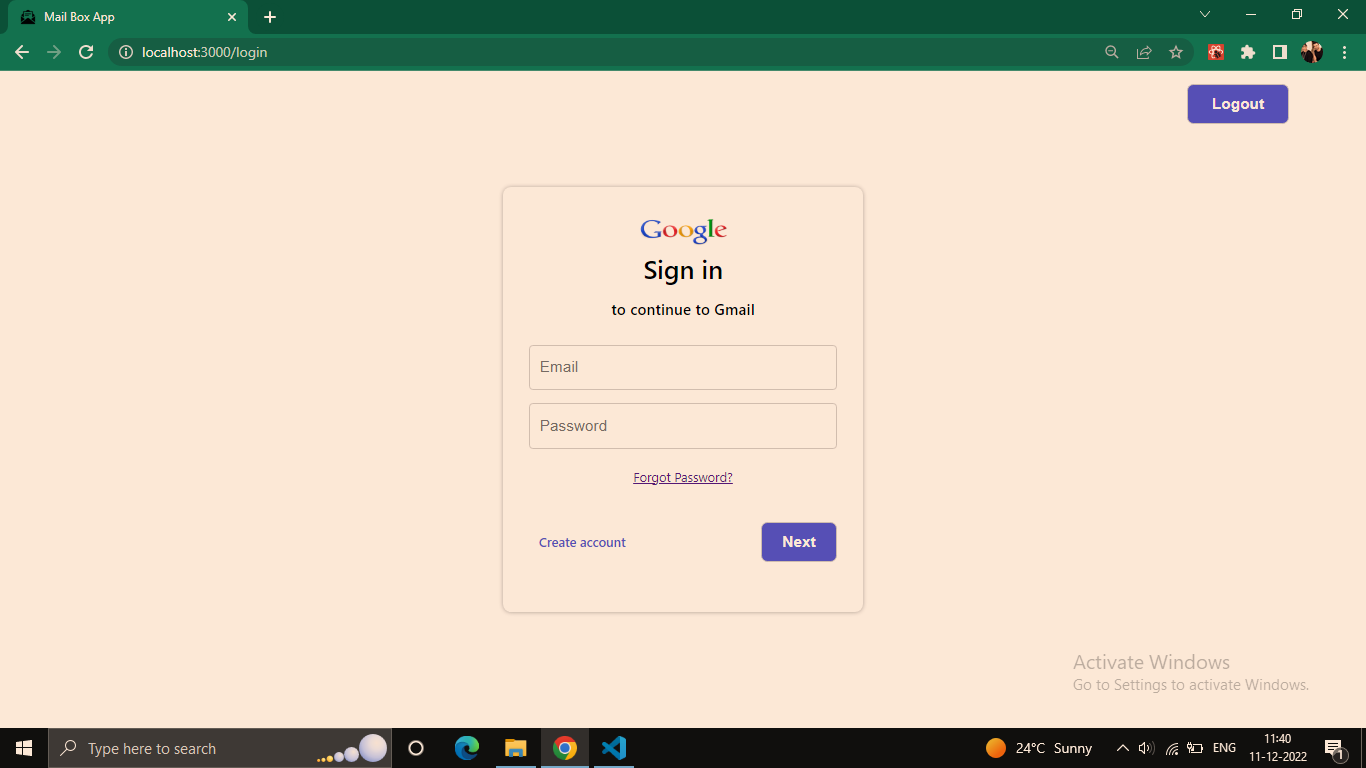 Mail Box App
localhost:3000/login
Logout
Google
Sign in
to continue to Gmail
Email
Password
Forgot Password?
Create account
Next
Activate Windows
Go to Settings to activate Windows.
Type here to search
24°C Sunny
ENG
11:40
11-12-2022
1